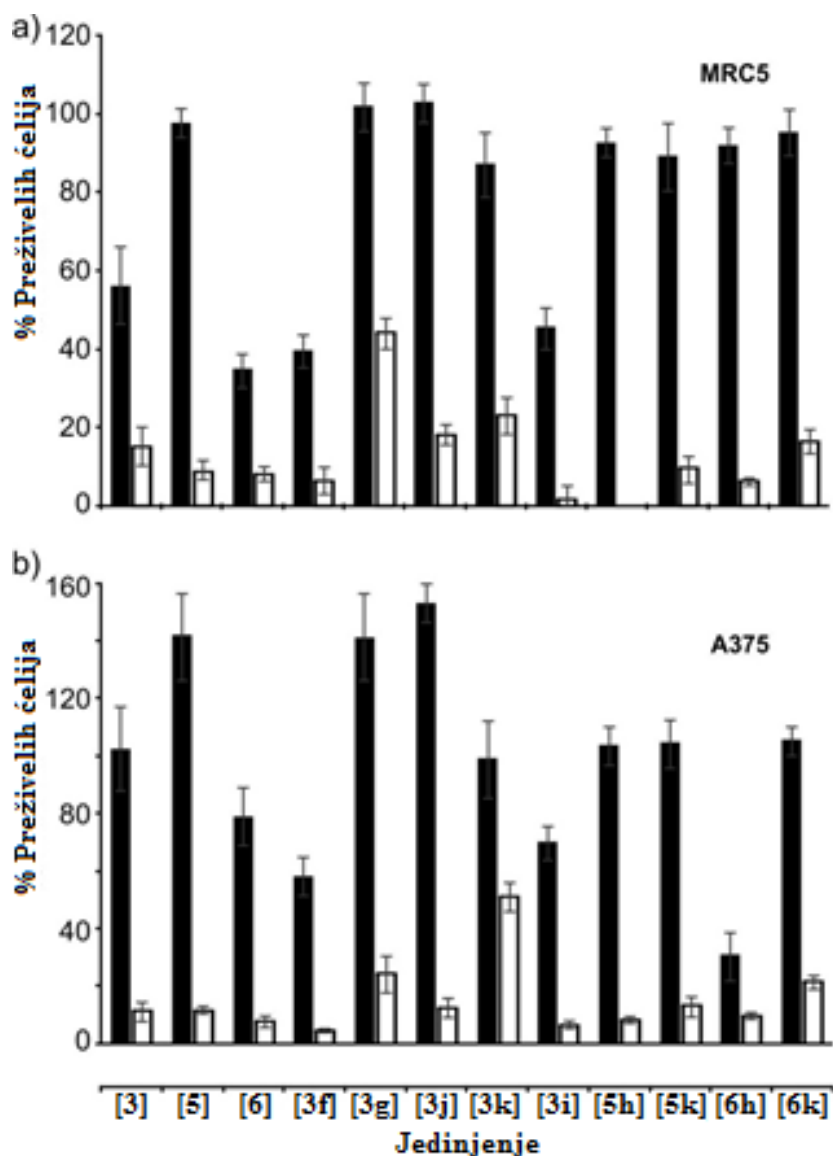 a)
MRC5
% Preživelih ćelija
120
100
80
60
40
20
0
b)
A375
% Preživelih ćelija
160
120
80
40
0
[3] [5] [6] [3f] [3g] [3j] [3k] [3i] [5h] [5k] [6h] [6k]
Jedinjenje